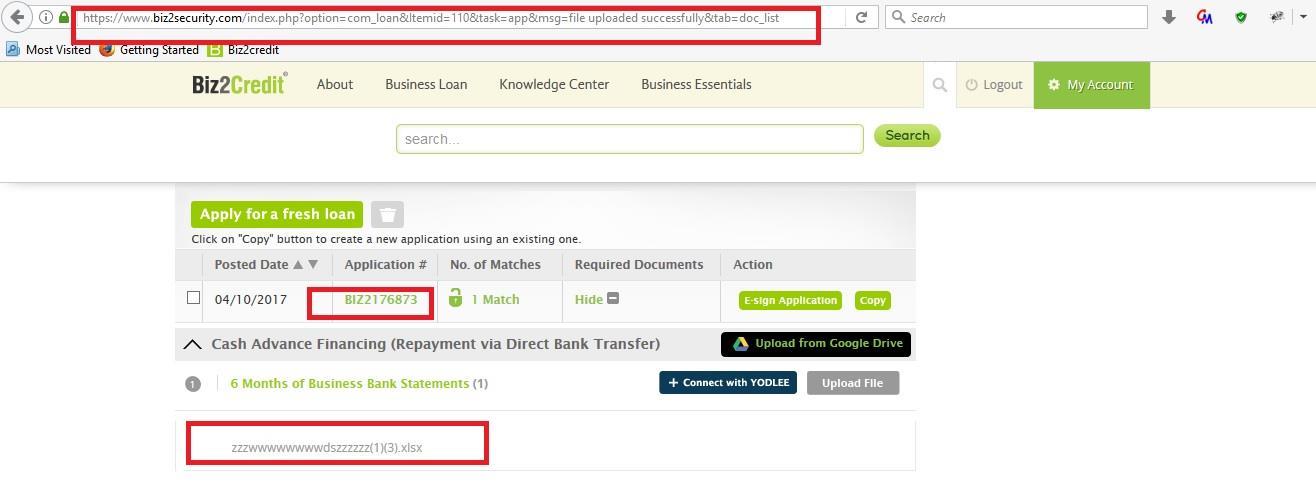 https://www.biz2security.com/index.php?option=com_loan&Itemid=110&task=app&msg=file uploaded successfully&tab=doc_list
Search
Most Visited Getting Started Biz2credit
Biz2Credit® About Business Loan Knowledge Center Business Essentials Logout My Account
search... Search
Apply for a fresh loan
Click on "Copy" button to create a new application using an existing one.
Posted Date Application # No. of Matches Required Documents Action
04/10/2017 BIZ2176873 1 Match Hide E-sign Application Copy
Cash Advance Financing (Repayment via Direct Bank Transfer) Upload from Google Drive
1 6 Months of Business Bank Statements (1) + Connect with YODLEE Upload File
zzzwwwwwwwwdszzzzzz(1)(3).xlsx